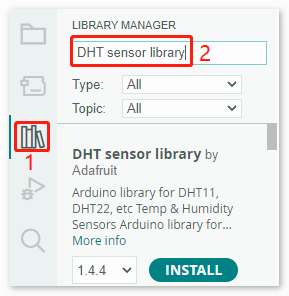 LIBRARY MANAGER
DHT sensor library
2
Type: All
Topic: All
1
DHT sensor library by
Adafruit
Arduino library for DHT11,
DHT22, etc Temp & Humidity
Sensors Arduino library for...
More info
1.4.4 INSTALL